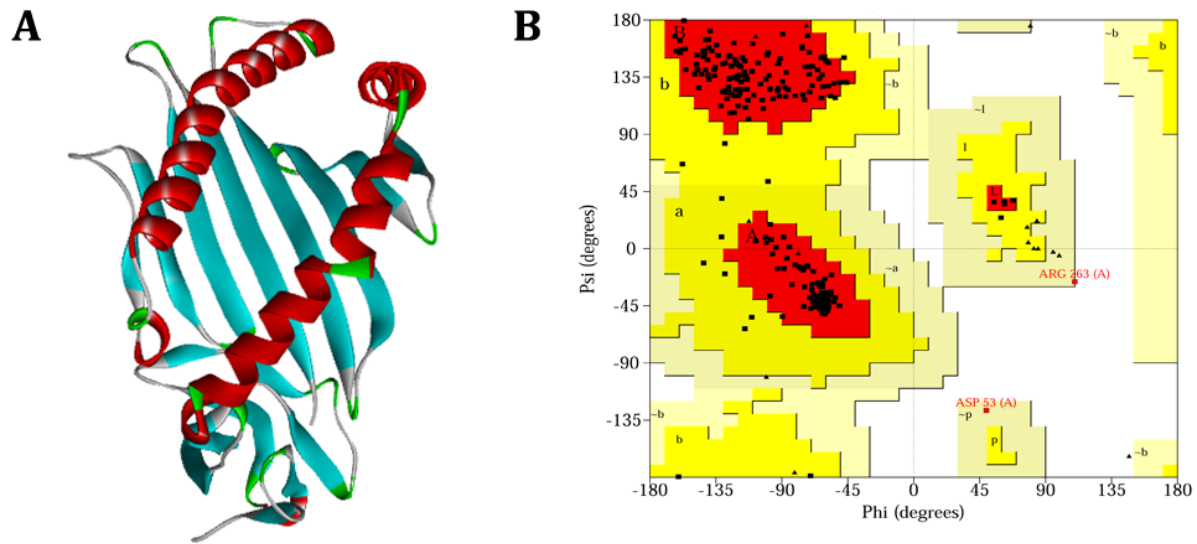 A
B
180
135
90
45
0
-45
-90
-135
-180
-135
-90
-45
0
45
90
135
180
Psi (degrees)
Phi (degrees)
B
b
~b
~b
b
~l
l
L
a
A
~a
ARG 263 (A)
ASP 53 (A)
~p
p
~b
b
~b